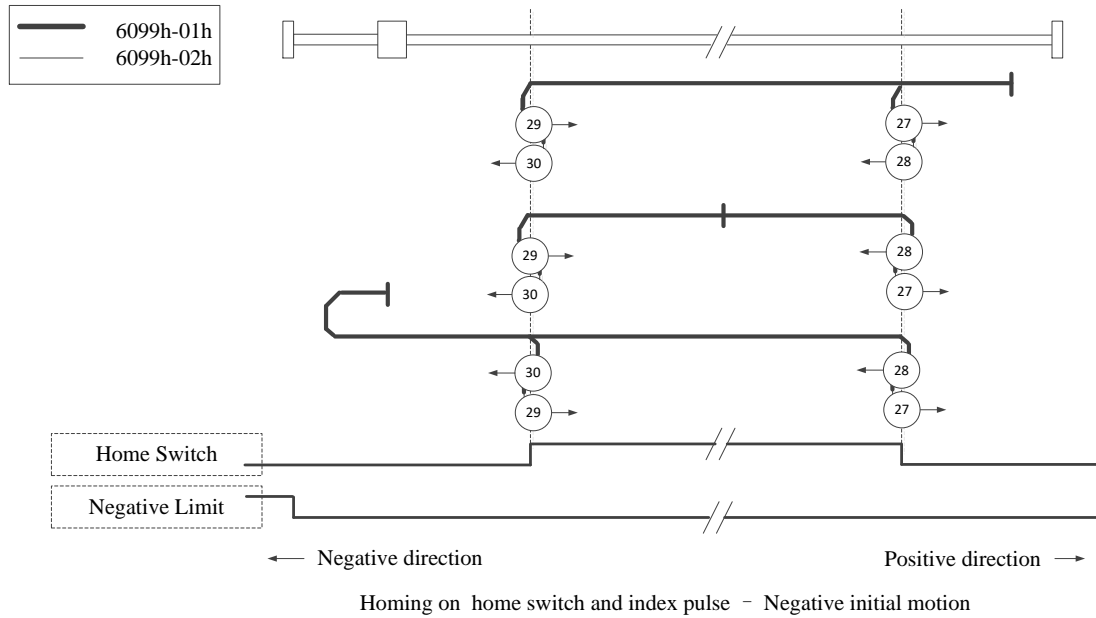 6099h-01h
6099h-02h
29
27
30
28
29
28
30
27
30
28
29
27
Home Switch
Negative Limit
Negative direction
Positive direction
Homing on home switch and index pulse - Negative initial motion